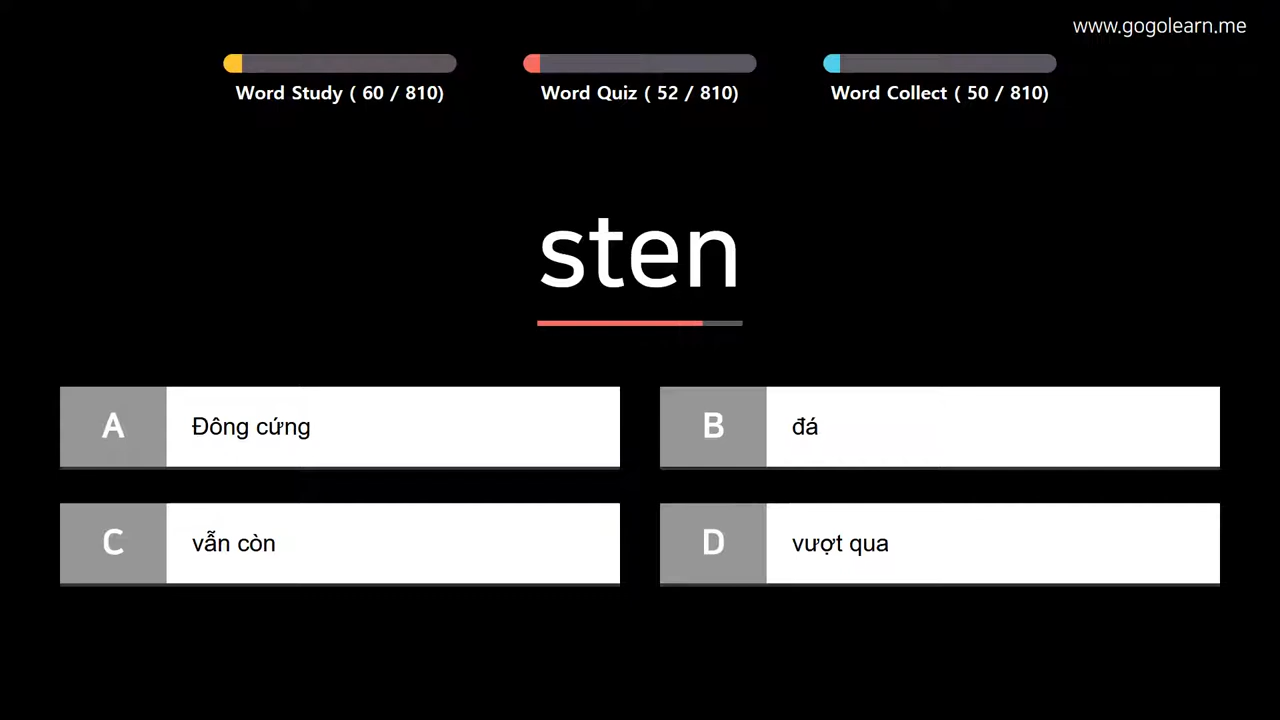 www.gogolearn.me
Word Study ( 60 / 810)
Word Quiz ( 52 / 810)
Word Collect ( 50 / 810)
sten
A Đông cứng
B đá
C vẫn còn
D vượt qua